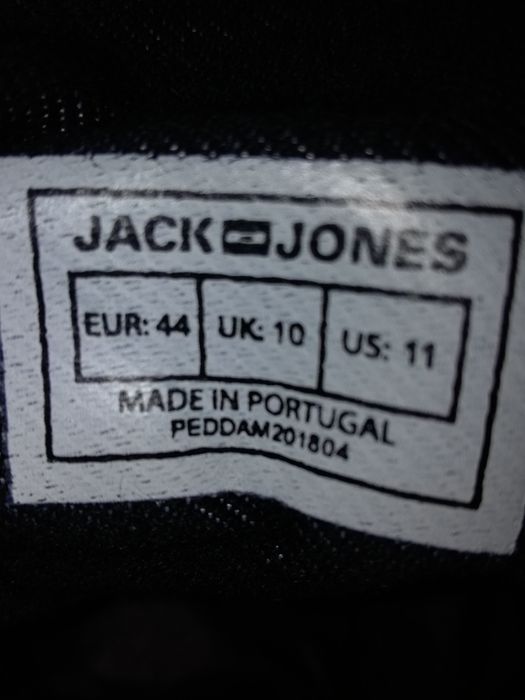 JACK JONES
EUR: 44 UK: 10 US: 11
MADE IN PORTUGAL
PEDDAM201804